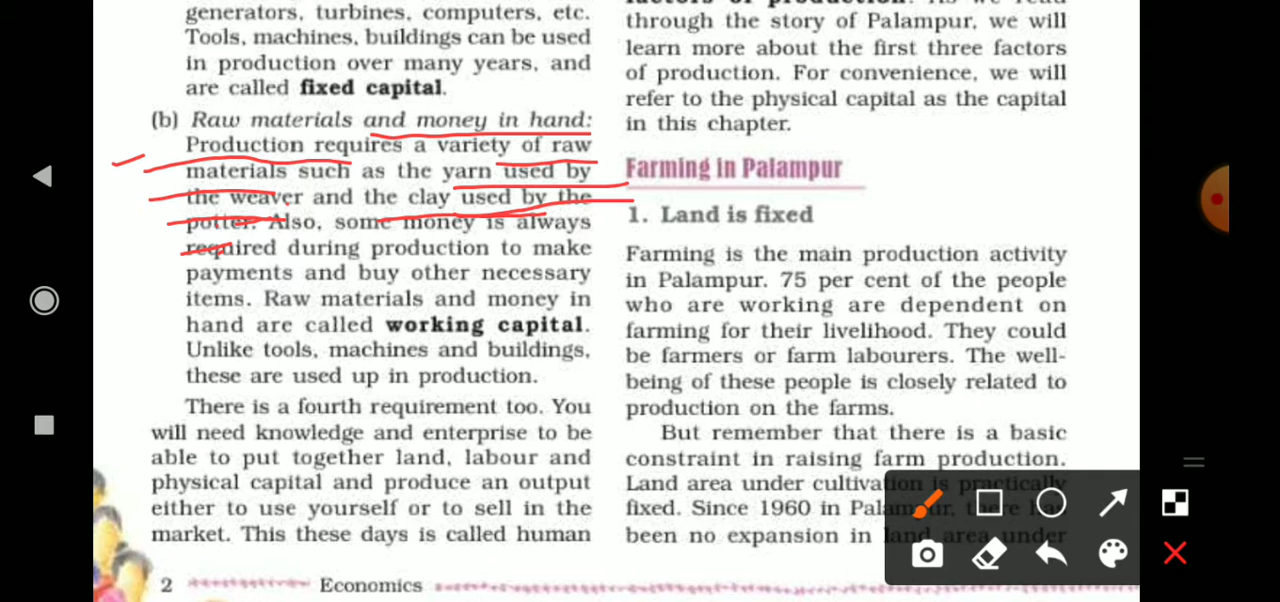 generators, turbines, computers, etc.
Tools, machines, buildings can be used
in production over many years, and
are called fixed capital.
(b) Raw materials and money in hand:
Production requires a variety of raw
materials such as the yarn used by
the weaver and the clay used by the
potter. Also, some money is always
required during production to make
payments and buy other necessary
items. Raw materials and money in
hand are called working capital.
Unlike tools, machines and buildings,
these are used up in production.
There is a fourth requirement too. You
will need knowledge and enterprise to be
able to put together land, labour and
physical capital and produce an output
either to use yourself or to sell in the
market. This these days is called human
2 Economics
through the story of Palampur, we will
learn more about the first three factors
of production. For convenience, we will
refer to the physical capital as the capital
in this chapter.
Farming in Palampur
1. Land is fixed
Farming is the main production activity
in Palampur. 75 per cent of the people
who are working are dependent on
farming for their livelihood. They could
be farmers or farm labourers. The well-
being of these people is closely related to
production on the farms.
But remember that there is a basic
constraint in raising farm production.
Land area under cultivation is practically
fixed. Since 1960 in Palampur, there has
been no expansion in land area under